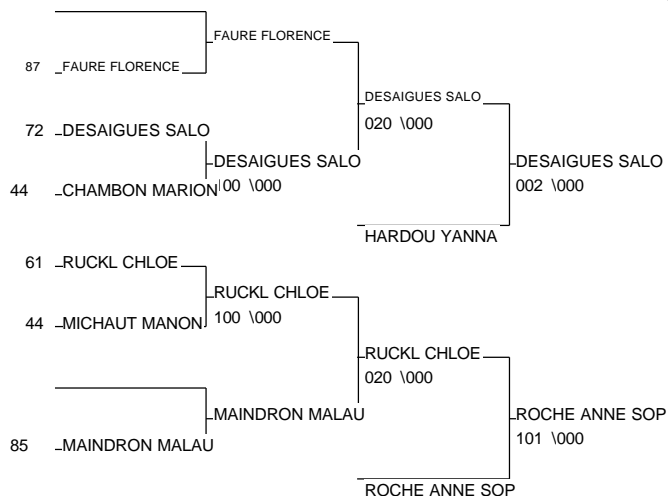 FAURE FLORENCE
87 FAURE FLORENCE
DESAIGUES SALO
020 \000
72 DESAIGUES SALO
DESAIGUES SALO
00 \000
DESAIGUES SALO
002 \000
44 CHAMBON MARION
HARDOU YANNA
61 RUCKL CHLOE
RUCKL CHLOE
100 \000
44 MICHAUT MANON
RUCKL CHLOE
020 \000
MAINDRON MALAU
ROCHE ANNE SOP
101 \000
85 MAINDRON MALAU
ROCHE ANNE SOP